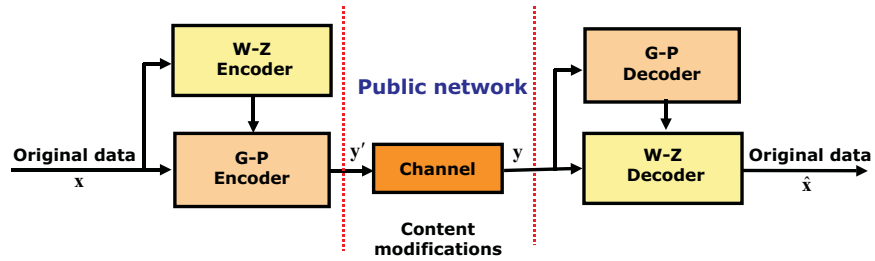 W-Z
Encoder
G-P
Decoder
Public network
Original data
x
G-P
Encoder
y′
Channel
y
W-Z
Decoder
Original data
x̂
Content
modifications